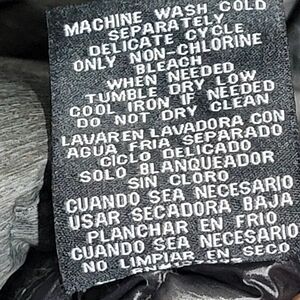 MACHINE WASH COLD
SEPARATELY
DELICATE CYCLE
ONLY NON-CHLORINE
BLEACH
WHEN NEEDED
TUMBLE DRY LOW
COOL IRON IF NEEDED
DO NOT DRY CLEAN
LAVAR EN LAVADORA CON
AGUA FRIA SEPARADO
CICLO DELICADO
SOLO BLANQUEADOR
SIN CLORO
CUANDO SEA NECESARIO
USAR SECADORA BAJA
PLANCHAR EN FRIO
CUANDO SEA NECESARIO
NO LIMPIAR EN SECO